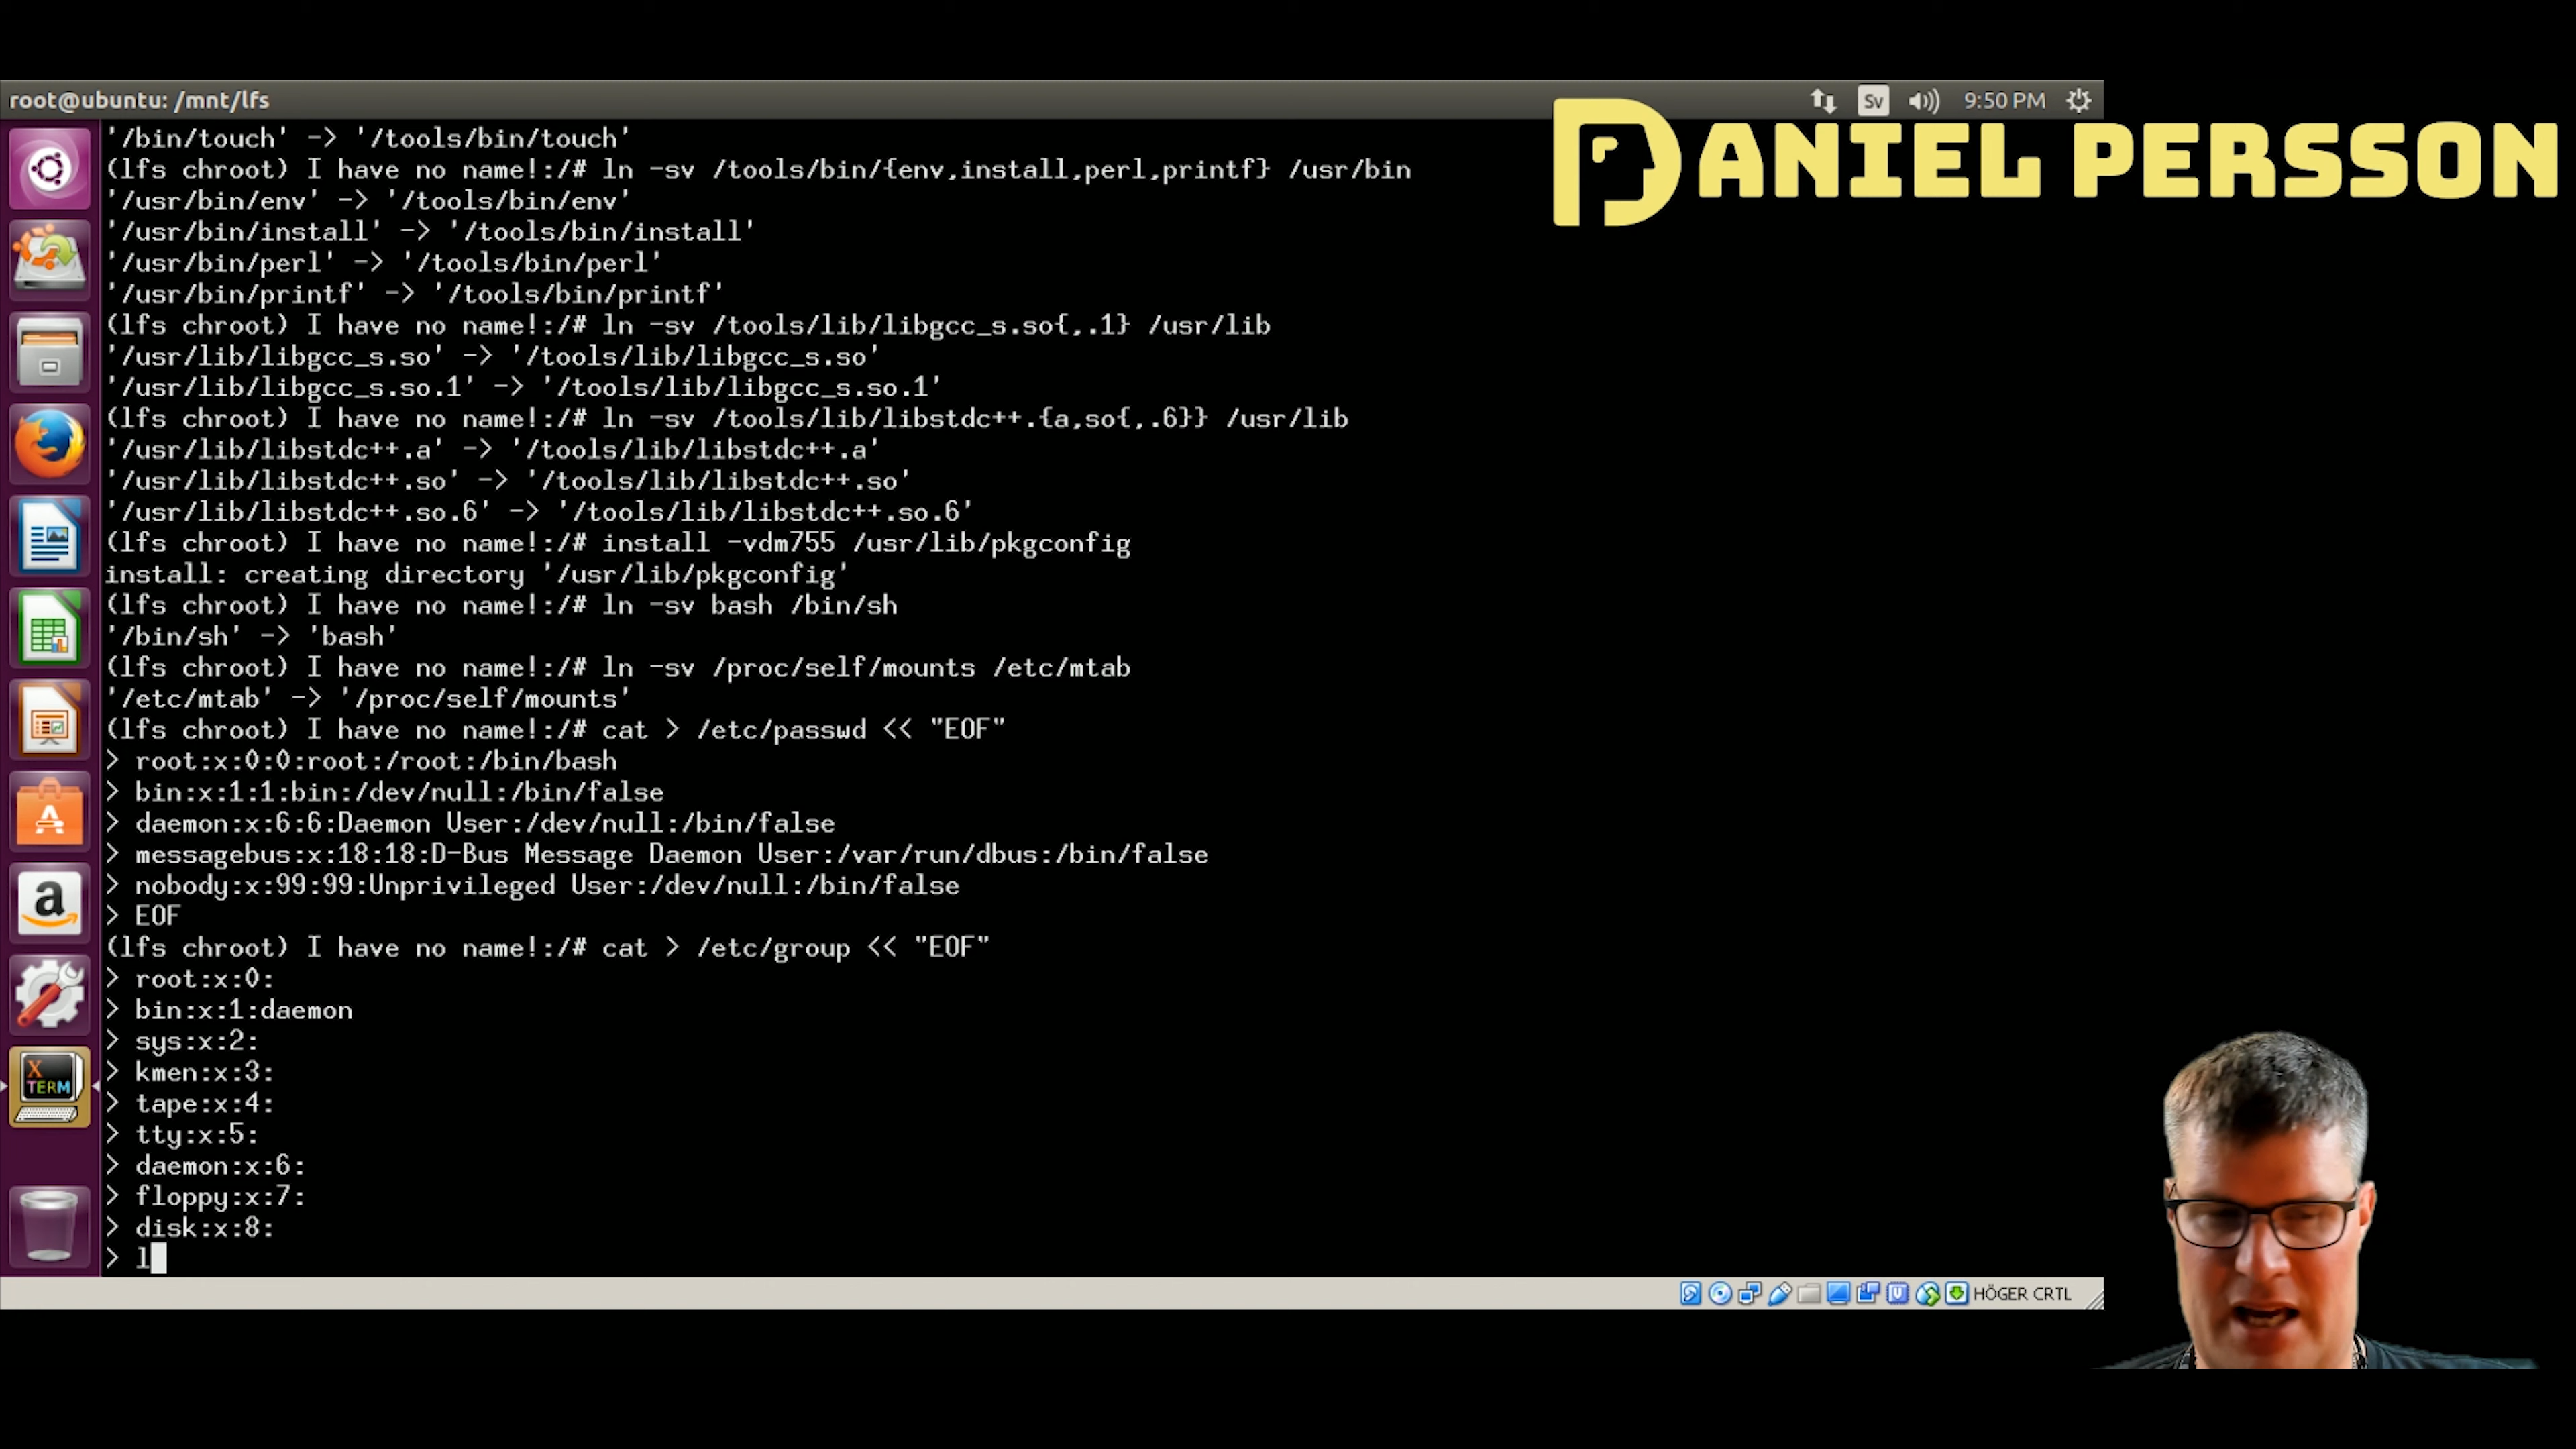 root@ubuntu: /mnt/lfs
Sv
9:50 PM
DANIEL PERSSON
'/bin/touch' -> '/tools/bin/touch'
(lfs chroot) I have no name!:/# ln -sv /tools/bin/{env,install,perl,printf} /usr/bin
'/usr/bin/env' -> '/tools/bin/env'
'/usr/bin/install' -> '/tools/bin/install'
'/usr/bin/perl' -> '/tools/bin/perl'
'/usr/bin/printf' -> '/tools/bin/printf'
(lfs chroot) I have no name!:/# ln -sv /tools/lib/libgcc_s.so{,.1} /usr/lib
'/usr/lib/libgcc_s.so' -> '/tools/lib/libgcc_s.so'
'/usr/lib/libgcc_s.so.1' -> '/tools/lib/libgcc_s.so.1'
(lfs chroot) I have no name!:/# ln -sv /tools/lib/libstdc++.{a,so{,.6}} /usr/lib
'/usr/lib/libstdc++.a' -> '/tools/lib/libstdc++.a'
'/usr/lib/libstdc++.so' -> '/tools/lib/libstdc++.so'
'/usr/lib/libstdc++.so.6' -> '/tools/lib/libstdc++.so.6'
(lfs chroot) I have no name!:/# install -vdm755 /usr/lib/pkgconfig
install: creating directory '/usr/lib/pkgconfig'
(lfs chroot) I have no name!:/# ln -sv bash /bin/sh
'/bin/sh' -> 'bash'
(lfs chroot) I have no name!:/# ln -sv /proc/self/mounts /etc/mtab
'/etc/mtab' -> '/proc/self/mounts'
(lfs chroot) I have no name!:/# cat > /etc/passwd << "EOF"
> root:x:0:0:root:/root:/bin/bash
> bin:x:1:1:bin:/dev/null:/bin/false
> daemon:x:6:6:Daemon User:/dev/null:/bin/false
> messagebus:x:18:18:D-Bus Message Daemon User:/var/run/dbus:/bin/false
> nobody:x:99:99:Unprivileged User:/dev/null:/bin/false
> EOF
(lfs chroot) I have no name!:/# cat > /etc/group << "EOF"
> root:x:0:
> bin:x:1:daemon
> sys:x:2:
> kmen:x:3:
> tape:x:4:
> tty:x:5:
> daemon:x:6:
> floppy:x:7:
> disk:x:8:
> l
X TERM
HÖGER CRTL